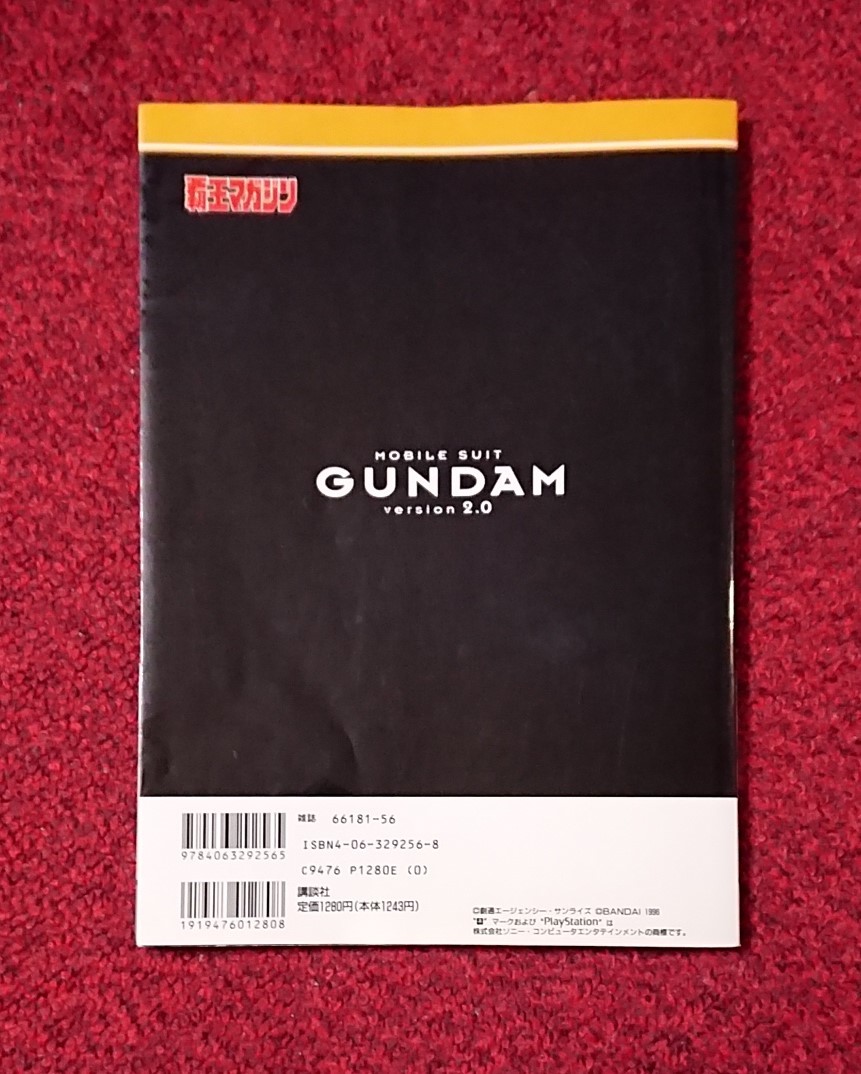 覇王マガジン
MOBILE SUIT
GUNDAM
version 2.0
雑誌 66181-56
ISBN4-06-329256-8
9784063292565
C9476 P1280E (0)
講談社
定価1280円(本体1243円)
1919476012808
©創通エージェンシー・サンライズ ©BANDAI 1996
" " マークおよび "PlayStation" は
株式会社ソニー・コンピュータエンタテインメントの商標です。